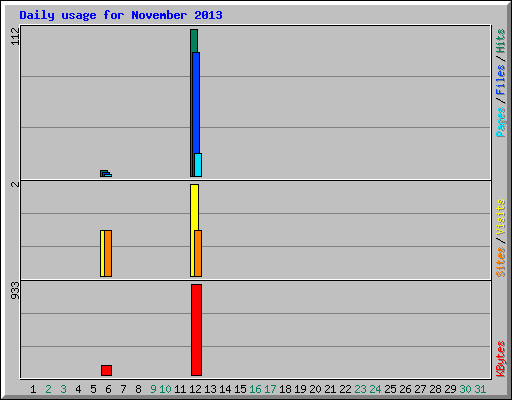 Daily usage for November 2013
112
Pages / Files / Hits
2
Sites / Visits
933
KBytes
1 2 3 4 5 6 7 8 9 10 11 12 13 14 15 16 17 18 19 20 21 22 23 24 25 26 27 28 29 30 31